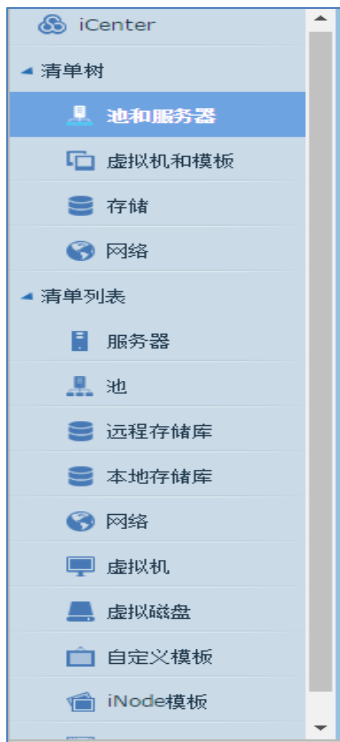 iCenter
清单树
池和服务器
虚拟机和模板
存储
网络
清单列表
服务器
池
远程存储库
本地存储库
网络
虚拟机
虚拟磁盘
自定义模板
iNode模板